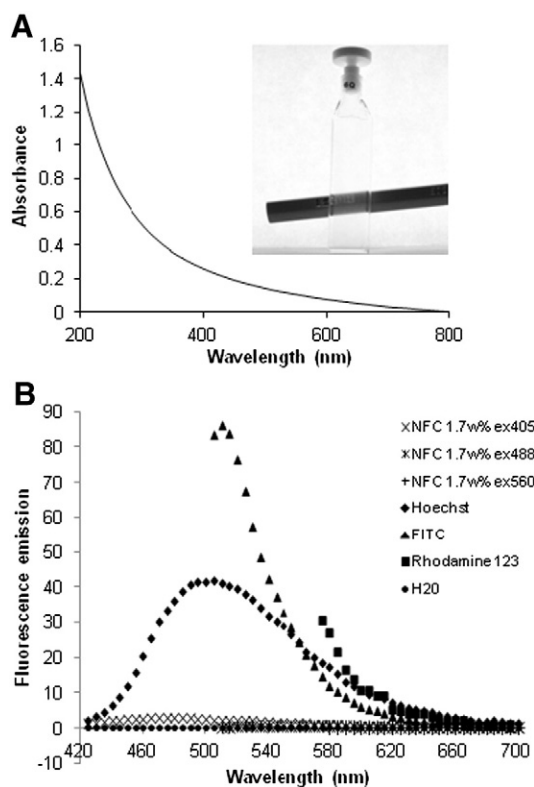 A
1.6
1.4
1.2
1
0.8
0.6
0.4
0.2
0
Absorbance
200 400 600 800
Wavelength (nm)
B
90
80
70
60
50
40
30
20
10
0
-10
Fluorescence emission
NFC 1.7w% ex405
NFC 1.7w% ex488
NFC 1.7w% ex560
Hoechst
FITC
Rhodamine 123
H20
420 460 500 540 580 620 660 700
Wavelength (nm)